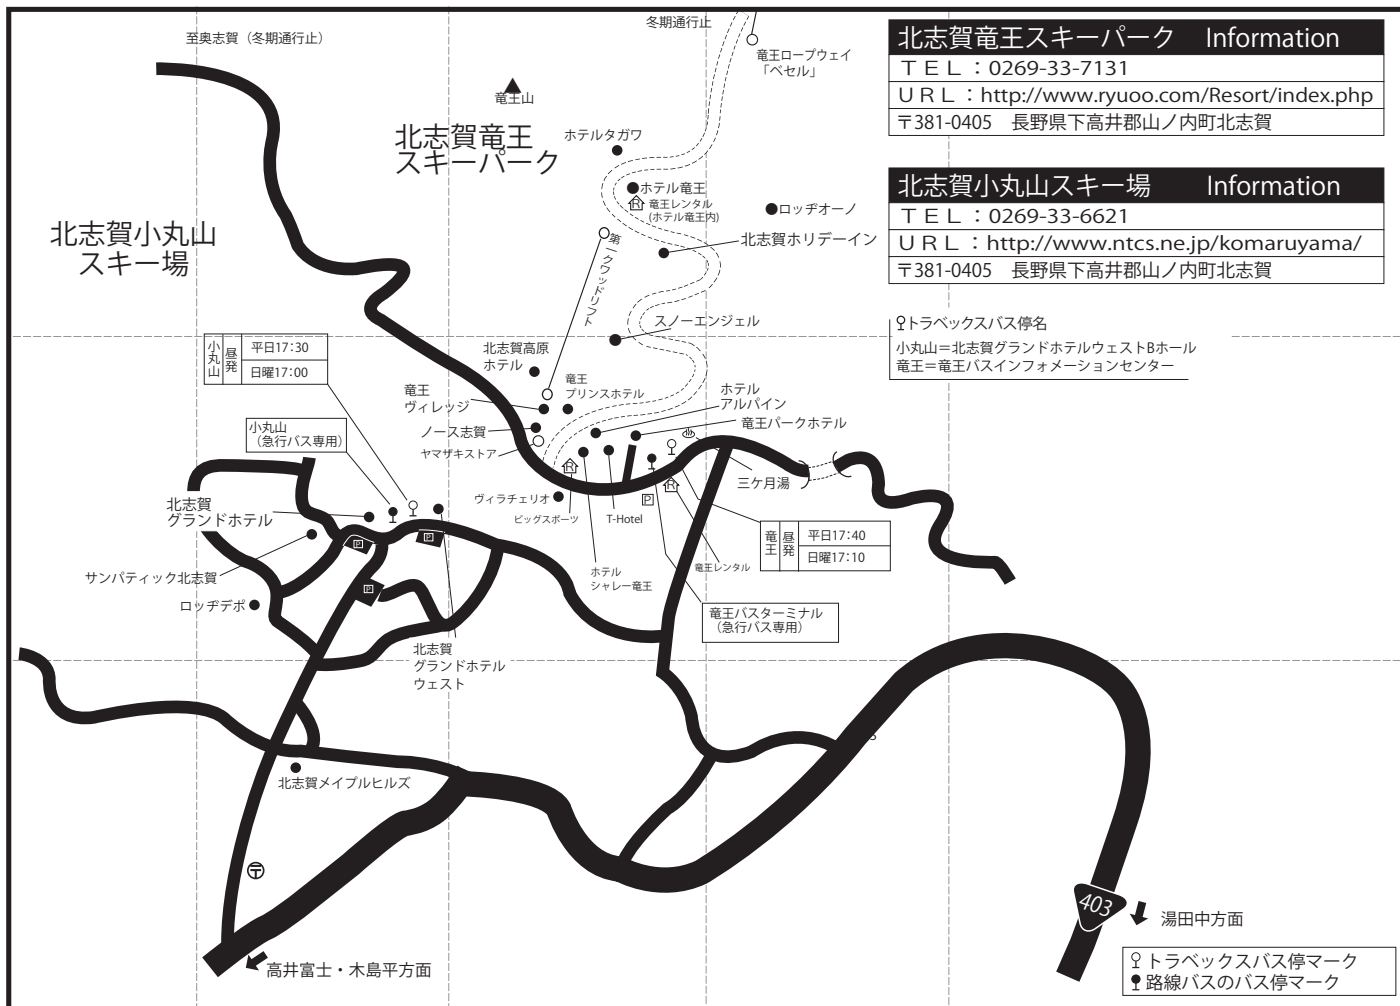 至奥志賀（冬期通行止）
冬期通行止
竜王ロープウェイ
「ベセル」
竜王山
北志賀竜王
スキーパーク
ホテルタガワ
ホテル竜王
R 竜王レンタル
(ホテル竜王内)
ロッヂオーノ
北志賀ホリデーイン
第一クワッドリフト
北志賀小丸山
スキー場
スノーエンジェル
小丸山 昼発 平日17:30
日曜17:00
北志賀高原
ホテル
竜王
プリンスホテル
竜王
ヴィレッジ
ホテル
アルパイン
竜王パークホテル
ノース志賀
ヤマザキストア
小丸山
（急行バス専用）
R
R
P
三ケ月湯
ヴィラチェリオ
ビッグスポーツ
T-Hotel
北志賀
グランドホテル
P
P
P
サンパティック北志賀
ロッヂデポ
ホテル
シャレー竜王
竜王レンタル
竜王 昼発 平日17:40
日曜17:10
竜王バスターミナル
（急行バス専用）
北志賀
グランドホテル
ウェスト
北志賀メイプルヒルズ
〒
高井富士・木島平方面
403
湯田中方面
北志賀竜王スキーパーク　Information
ＴＥＬ：0269-33-7131
ＵＲＬ：http://www.ryuoo.com/Resort/index.php
〒381-0405　長野県下高井郡山ノ内町北志賀
北志賀小丸山スキー場　Information
ＴＥＬ：0269-33-6621
ＵＲＬ：http://www.ntcs.ne.jp/komaruyama/
〒381-0405　長野県下高井郡山ノ内町北志賀
トラベックスバス停名
小丸山＝北志賀グランドホテルウェストBホール
竜王＝竜王バスインフォメーションセンター
トラベックスバス停マーク
路線バスのバス停マーク